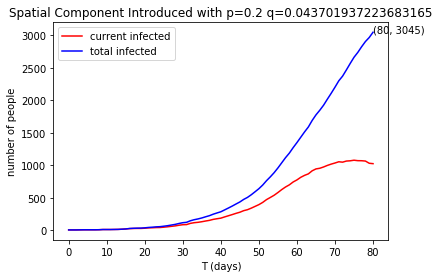 Spatial Component Introduced with p=0.2 q=0.043701937223683165
current infected
total infected
(80, 3045)
number of people
3000
2500
2000
1500
1000
500
0
0 10 20 30 40 50 60 70 80
T (days)